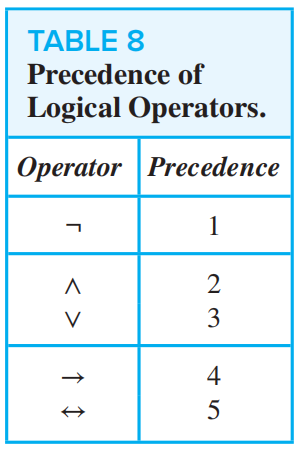 TABLE 8
Precedence of
Logical Operators.
Operator Precedence
¬ 1
∧ 2
∨ 3
→ 4
↔ 5